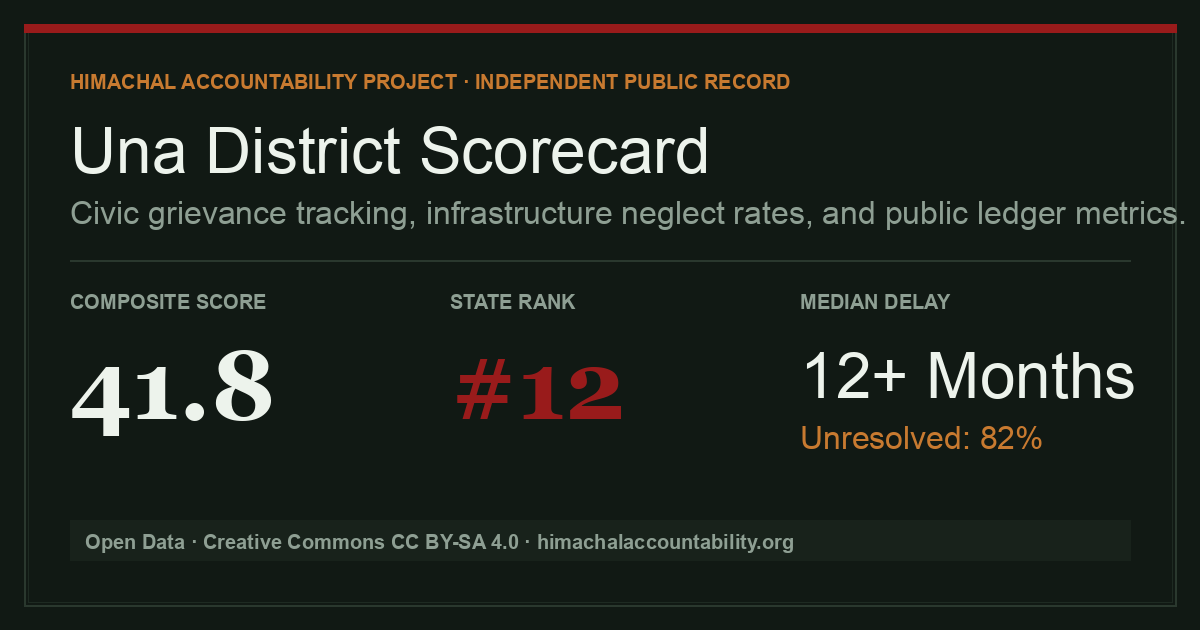 HIMACHAL ACCOUNTABILITY PROJECT · INDEPENDENT PUBLIC RECORD
Una District Scorecard
Civic grievance tracking, infrastructure neglect rates, and public ledger metrics.
COMPOSITE SCORE
41.8
STATE RANK
#12
MEDIAN DELAY
12+ Months
Unresolved: 82%
Open Data · Creative Commons CC BY-SA 4.0 · himachalaccountability.org